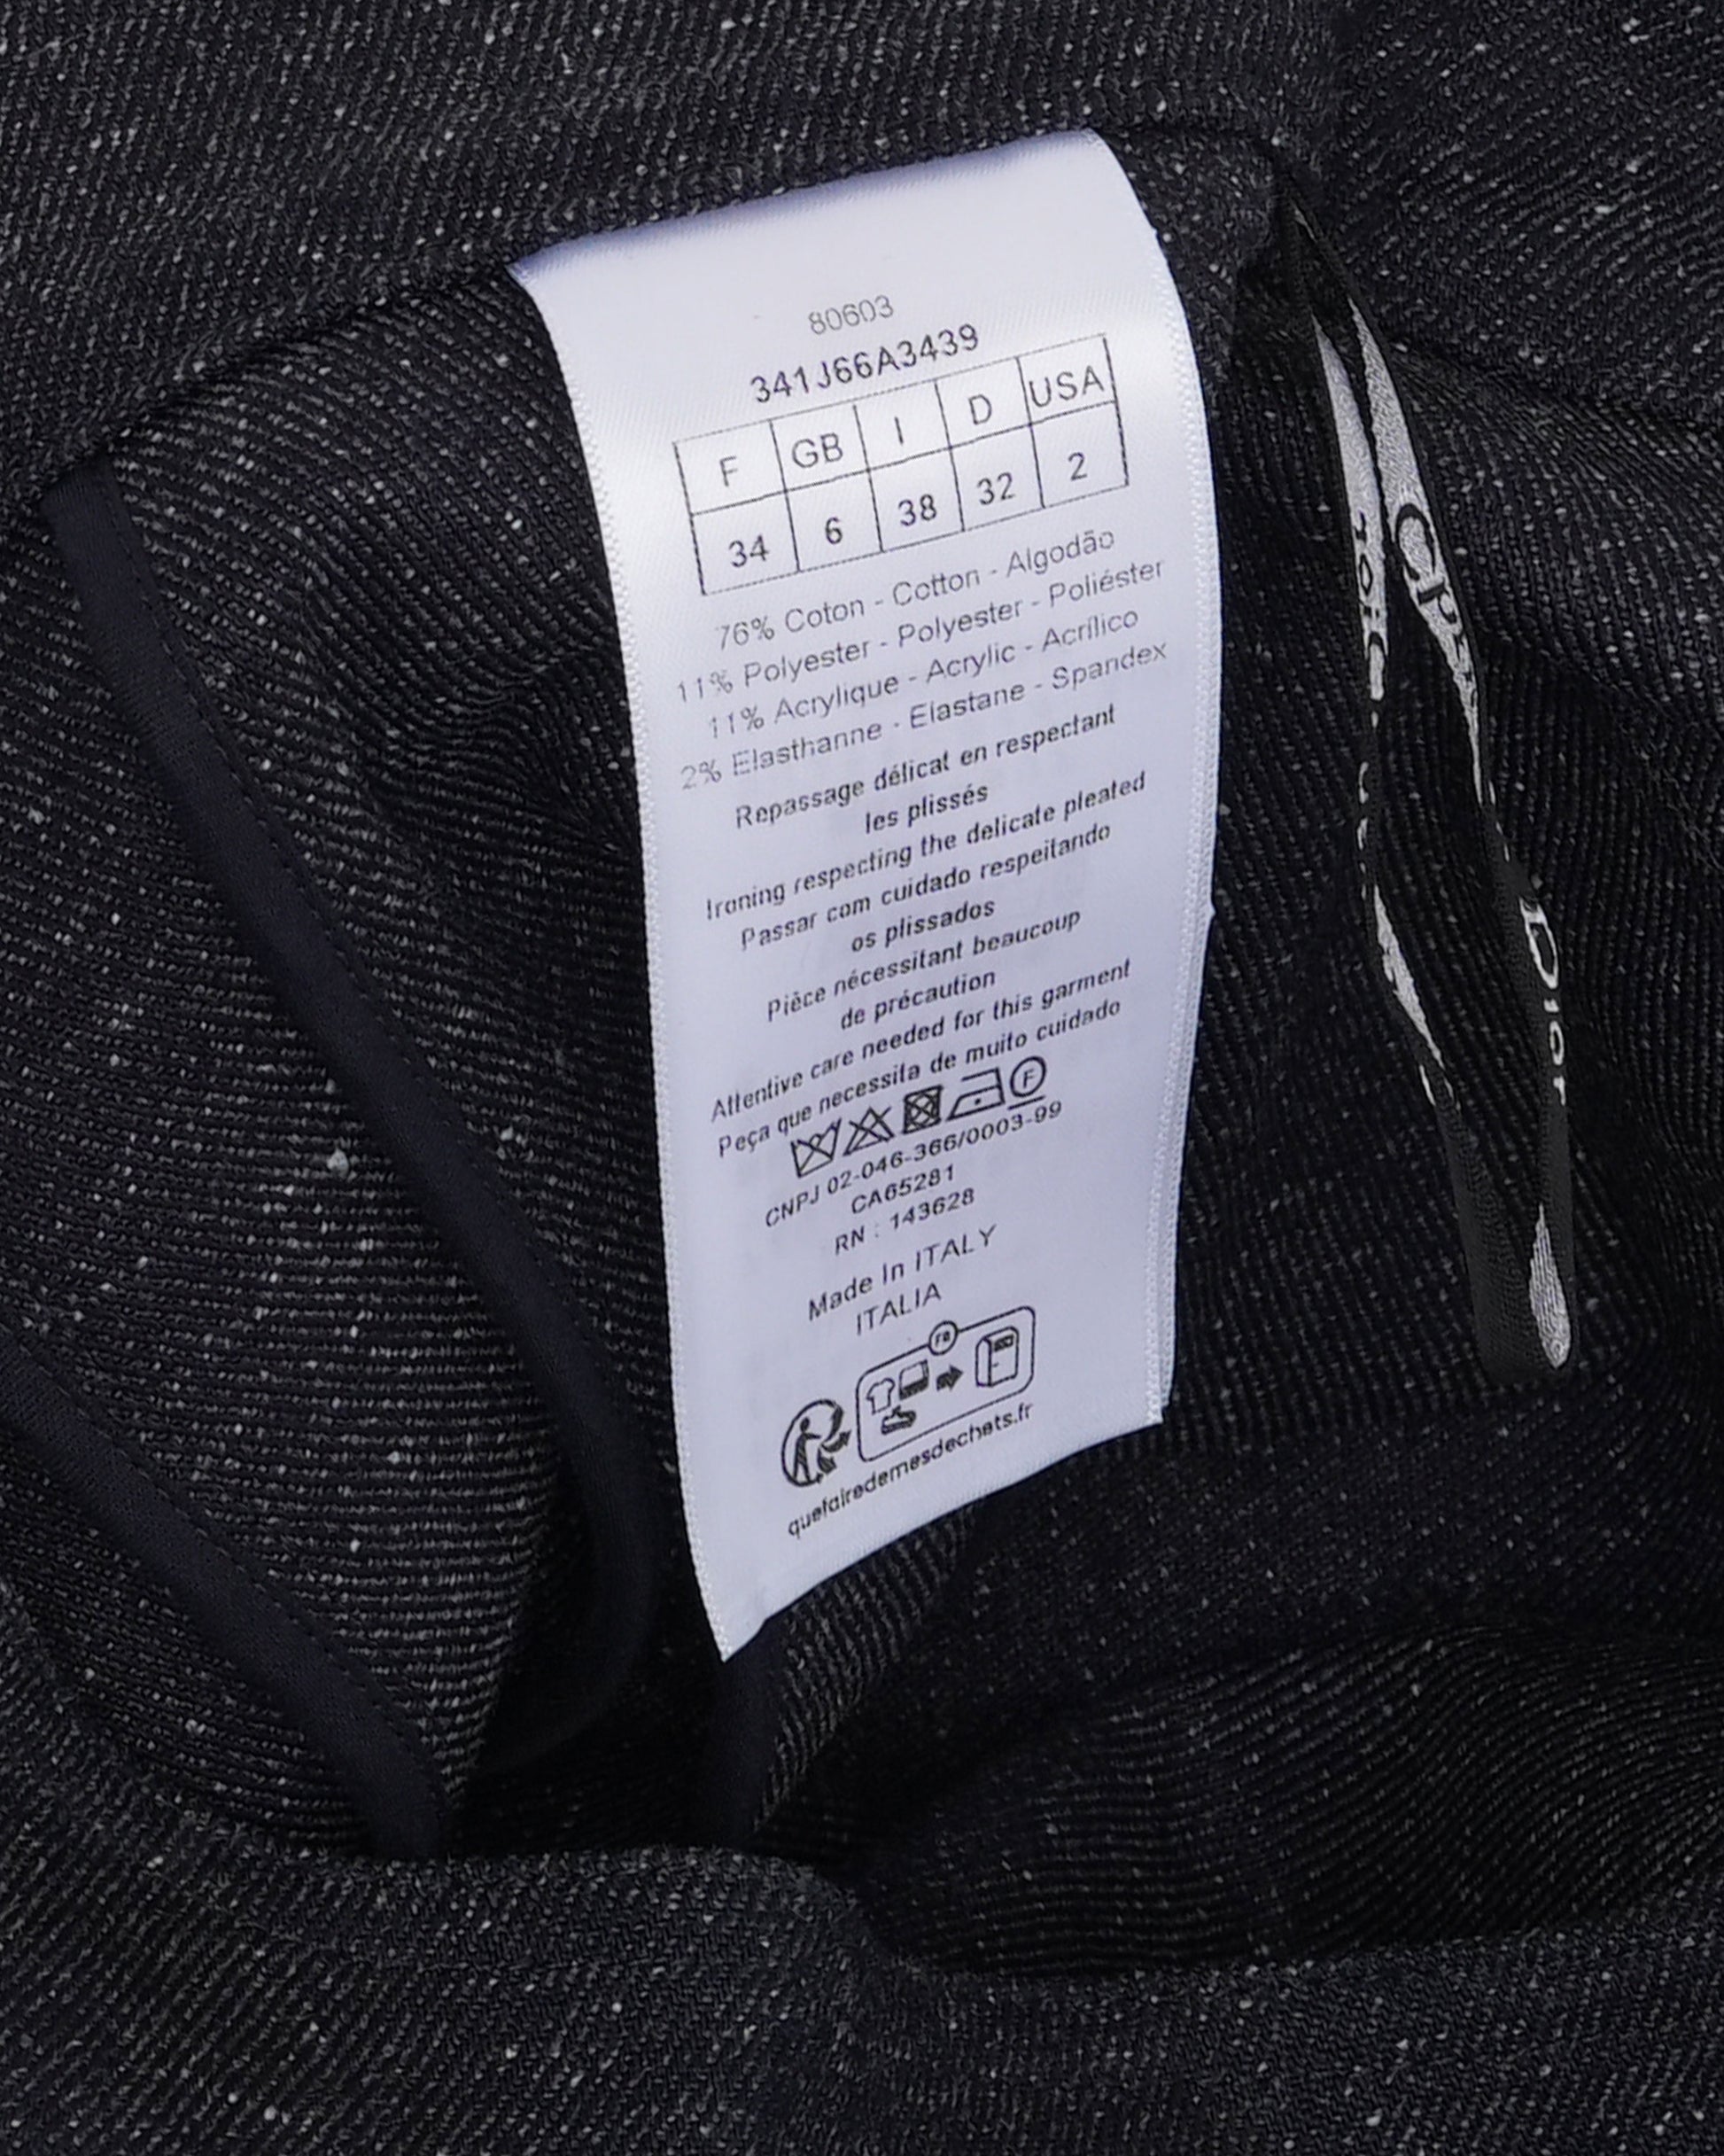 80603
341J66A3439
F GB I D USA
34 6 38 32 2
76% Coton - Cotton - Algodão
11% Polyester - Polyester - Poliéster
11% Acrylique - Acrylic - Acrílico
2% Elasthanne - Elastane - Spandex
Repassage délicat en respectant
les plissés
Ironing respecting the delicate pleated
Passar com cuidado respeitando
os plissados
Pièce nécessitant beaucoup
de précaution
Attentive care needed for this garment
Peça que necessita de muito cuidado
F
CNPJ 02-046-366/0003-99
CA65281
RN : 143628
Made In ITALY
ITALIA
FR
quefairedemesdechets.fr
Dior